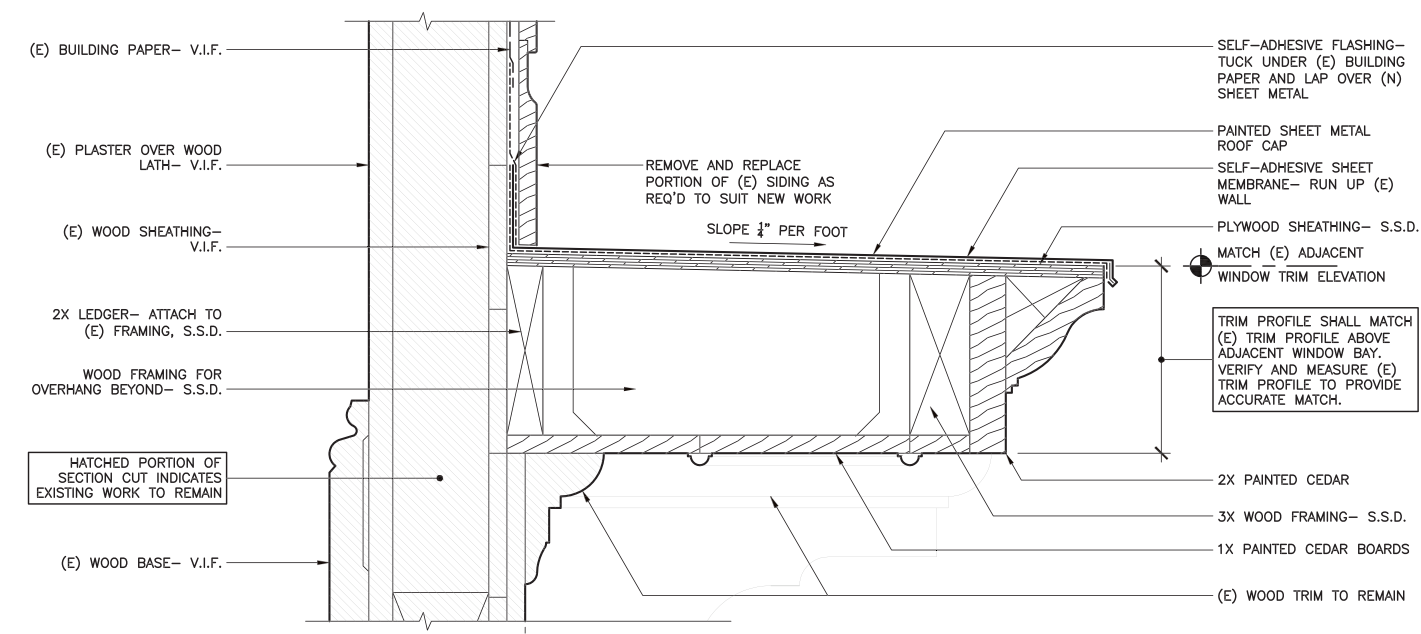 (E) BUILDING PAPER– V.I.F.
(E) PLASTER OVER WOOD
LATH– V.I.F.
(E) WOOD SHEATHING–
V.I.F.
2X LEDGER– ATTACH TO
(E) FRAMING, S.S.D.
WOOD FRAMING FOR
OVERHANG BEYOND– S.S.D.
HATCHED PORTION OF
SECTION CUT INDICATES
EXISTING WORK TO REMAIN
(E) WOOD BASE– V.I.F.
REMOVE AND REPLACE
PORTION OF (E) SIDING AS
REQ'D TO SUIT NEW WORK
SLOPE ¼" PER FOOT
SELF–ADHESIVE FLASHING–
TUCK UNDER (E) BUILDING
PAPER AND LAP OVER (N)
SHEET METAL
PAINTED SHEET METAL
ROOF CAP
SELF–ADHESIVE SHEET
MEMBRANE– RUN UP (E)
WALL
PLYWOOD SHEATHING– S.S.D.
MATCH (E) ADJACENT
WINDOW TRIM ELEVATION
TRIM PROFILE SHALL MATCH
(E) TRIM PROFILE ABOVE
ADJACENT WINDOW BAY.
VERIFY AND MEASURE (E)
TRIM PROFILE TO PROVIDE
ACCURATE MATCH.
2X PAINTED CEDAR
3X WOOD FRAMING– S.S.D.
1X PAINTED CEDAR BOARDS
(E) WOOD TRIM TO REMAIN